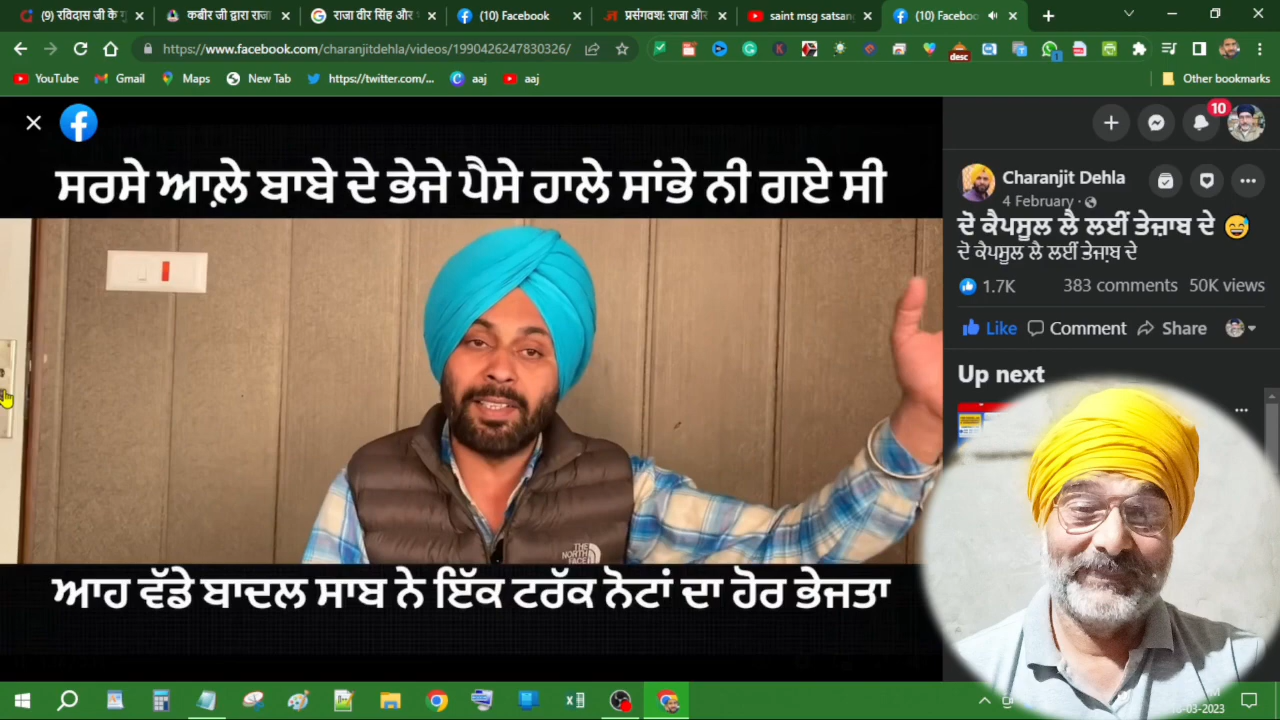 (9) रविदास जी के गु
कबीर जी द्वारा राजा
राजा वीर सिंह और
(10) Facebook
प्रसंगवश: राजा और
saint msg satsang
(10) Faceboo
https://www.facebook.com/charanjitdehla/videos/1990426247830326/
desc
YouTube
Gmail
Maps
New Tab
https://twitter.com/...
aaj
aaj
Other bookmarks
ਸਰਸੇ ਆਲ਼ੇ ਬਾਬੇ ਦੇ ਭੇਜੇ ਪੈਸੇ ਹਾਲੇ ਸਾਂਭੇ ਨੀ ਗਏ ਸੀ
THE
NORTH
FACE
ਆਹ ਵੱਡੇ ਬਾਦਲ ਸਾਬ ਨੇ ਇੱਕ ਟਰੱਕ ਨੋਟਾਂ ਦਾ ਹੋਰ ਭੇਜਤਾ
10
Charanjit Dehla
4 February ·
ਦੋ ਕੈਪਸੂਲ ਲੈ ਲਈਂ ਤੇਜ਼ਾਬ ਦੇ 😅
ਦੋ ਕੈਪਸੂਲ ਲੈ ਲਈਂ ਤੇਜਾਬ ਦੇ
1.7K 383 comments 50K views
Like Comment Share
Up next
-03-2023